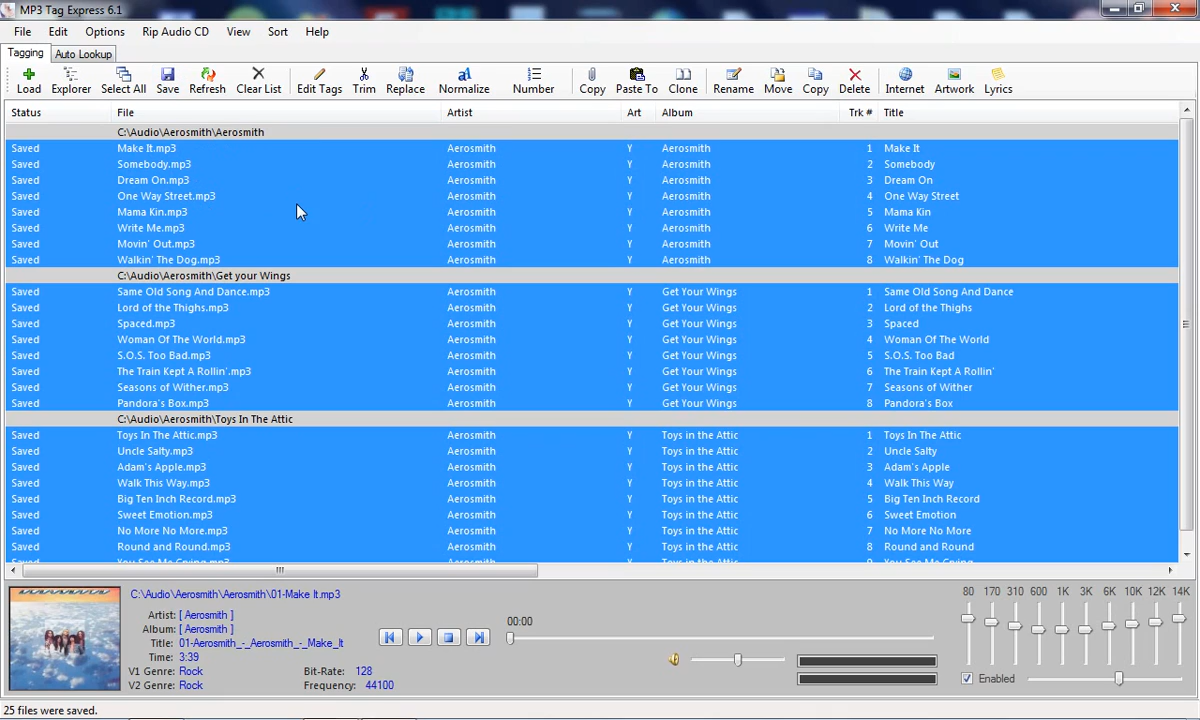 MP3 Tag Express 6.1
File Edit Options Rip Audio CD View Sort Help
Tagging Auto Lookup
Load Explorer Select All Save Refresh Clear List Edit Tags Trim Replace Normalize Number Copy Paste To Clone Rename Move Copy Delete Internet Artwork Lyrics
Status File Artist Art Album Trk # Title
C:\Audio\Aerosmith\Aerosmith
Saved Make It.mp3 Aerosmith Y Aerosmith 1 Make It
Saved Somebody.mp3 Aerosmith Y Aerosmith 2 Somebody
Saved Dream On.mp3 Aerosmith Y Aerosmith 3 Dream On
Saved One Way Street.mp3 Aerosmith Y Aerosmith 4 One Way Street
Saved Mama Kin.mp3 Aerosmith Y Aerosmith 5 Mama Kin
Saved Write Me.mp3 Aerosmith Y Aerosmith 6 Write Me
Saved Movin' Out.mp3 Aerosmith Y Aerosmith 7 Movin' Out
Saved Walkin' The Dog.mp3 Aerosmith Y Aerosmith 8 Walkin' The Dog
C:\Audio\Aerosmith\Get your Wings
Saved Same Old Song And Dance.mp3 Aerosmith Y Get Your Wings 1 Same Old Song And Dance
Saved Lord of the Thighs.mp3 Aerosmith Y Get Your Wings 2 Lord of the Thighs
Saved Spaced.mp3 Aerosmith Y Get Your Wings 3 Spaced
Saved Woman Of The World.mp3 Aerosmith Y Get Your Wings 4 Woman Of The World
Saved S.O.S. Too Bad.mp3 Aerosmith Y Get Your Wings 5 S.O.S. Too Bad
Saved The Train Kept A Rollin'.mp3 Aerosmith Y Get Your Wings 6 The Train Kept A Rollin'
Saved Seasons of Wither.mp3 Aerosmith Y Get Your Wings 7 Seasons of Wither
Saved Pandora's Box.mp3 Aerosmith Y Get Your Wings 8 Pandora's Box
C:\Audio\Aerosmith\Toys In The Attic
Saved Toys In The Attic.mp3 Aerosmith Y Toys in the Attic 1 Toys In The Attic
Saved Uncle Salty.mp3 Aerosmith Y Toys in the Attic 2 Uncle Salty
Saved Adam's Apple.mp3 Aerosmith Y Toys in the Attic 3 Adam's Apple
Saved Walk This Way.mp3 Aerosmith Y Toys in the Attic 4 Walk This Way
Saved Big Ten Inch Record.mp3 Aerosmith Y Toys in the Attic 5 Big Ten Inch Record
Saved Sweet Emotion.mp3 Aerosmith Y Toys in the Attic 6 Sweet Emotion
Saved No More No More.mp3 Aerosmith Y Toys in the Attic 7 No More No More
Saved Round and Round.mp3 Aerosmith Y Toys in the Attic 8 Round and Round
Saved You See Me Crying.mp3 Aerosmith Y Toys in the Attic 9 You See Me Crying
C:\Audio\Aerosmith\Aerosmith\01-Make It.mp3
Artist: [ Aerosmith ]
Album: [ Aerosmith ]
Title: 01-Aerosmith_-_Aerosmith_-_Make_It
Time: 3:39
V1 Genre: Rock Bit-Rate: 128
V2 Genre: Rock Frequency: 44100
00:00
80 170 310 600 1K 3K 6K 10K 12K 14K
Enabled
25 files were saved.